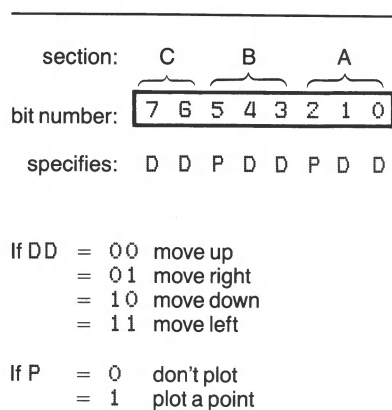 section: C B A
bit number: 7 6 5 4 3 2 1 0
specifies: D D P D D P D D
If DD = 00 move up
= 01 move right
= 10 move down
= 11 move left
If P = 0 don't plot
= 1 plot a point